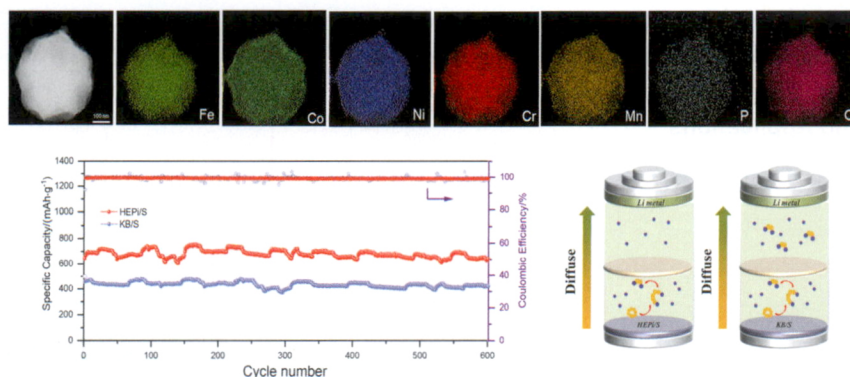 100 nm
Fe
Co
Ni
Cr
Mn
P
O
Specific Capacity/(mAh·g⁻¹)
1400
1200
1000
800
600
400
200
0
HEPi/S
KB/S
100
80
60
40
20
0
Coulombic Efficiency/%
0
100
200
300
400
500
600
Cycle number
Diffuse
Li metal
HEPi/S
Diffuse
Li metal
KB/S